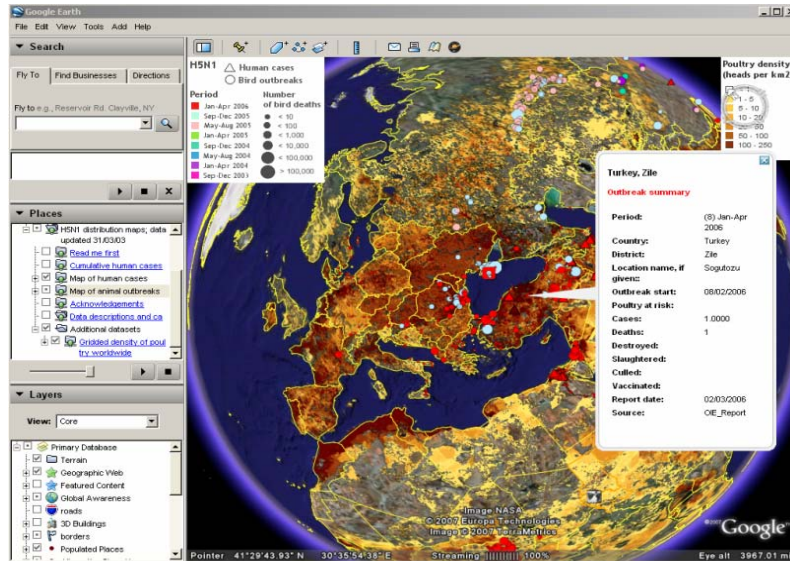 Google Earth
File Edit View Tools Add Help
Search
Fly To
Find Businesses
Directions
Fly to e.g., Reservoir Rd. Clayville, NY
Places
H5N1 distribution maps; data
updated 31/03/03
Read me first
Cumulative human cases
Map of human cases
Map of animal outbreaks
Acknowledgements
Data descriptions and ca
Additional datasets
Gridded density of poul
try worldwide
Layers
View: Core
Primary Database
Terrain
Geographic Web
Featured Content
Global Awareness
roads
3D Buildings
borders
Populated Places
H5N1
Human cases
Bird outbreaks
Period
Jan-Apr 2006
Sep-Dec 2005
May-Aug 2005
Jan-Apr 2005
Sep-Dec 2004
May-Aug 2004
Jan-Apr 2004
Sep-Dec 2003
Number
of bird deaths
< 10
< 100
< 1,000
< 10,000
< 100,000
> 100,000
Poultry density
(heads per km2
1 - 5
5 - 10
10 - 20
50 - 100
100 - 250
Turkey, Zile
Outbreak summary
Period: (8) Jan-Apr
2006
Country: Turkey
District: Zile
Location name, if
given: Sogutozu
Outbreak start: 08/02/2006
Poultry at risk:
Cases: 1.0000
Deaths: 1
Destroyed:
Slaughtered:
Culled:
Vaccinated:
Report date: 02/03/2006
Source: OIE_Report
Image NASA
© 2007 Europa Technologies
Image © 2007 TerraMetrics
©2007 Google™
Pointer 41°29'43.93" N 30°35'54.38" E Streaming 100% Eye alt 3967.01 mi